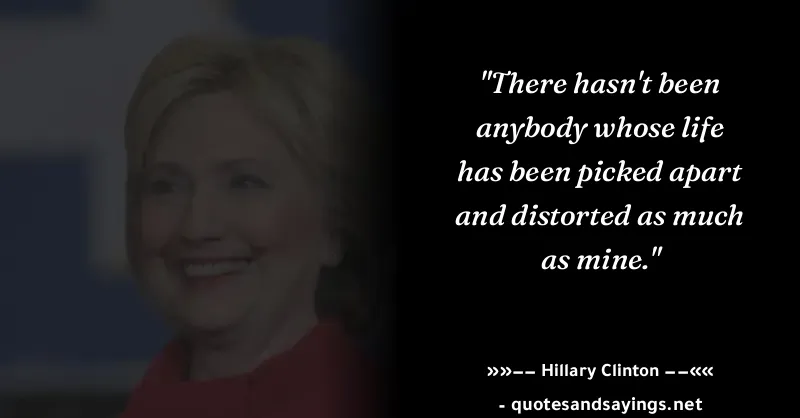 "There hasn't been
anybody whose life
has been picked apart
and distorted as much
as mine."
»»−− Hillary Clinton −−««
- quotesandsayings.net